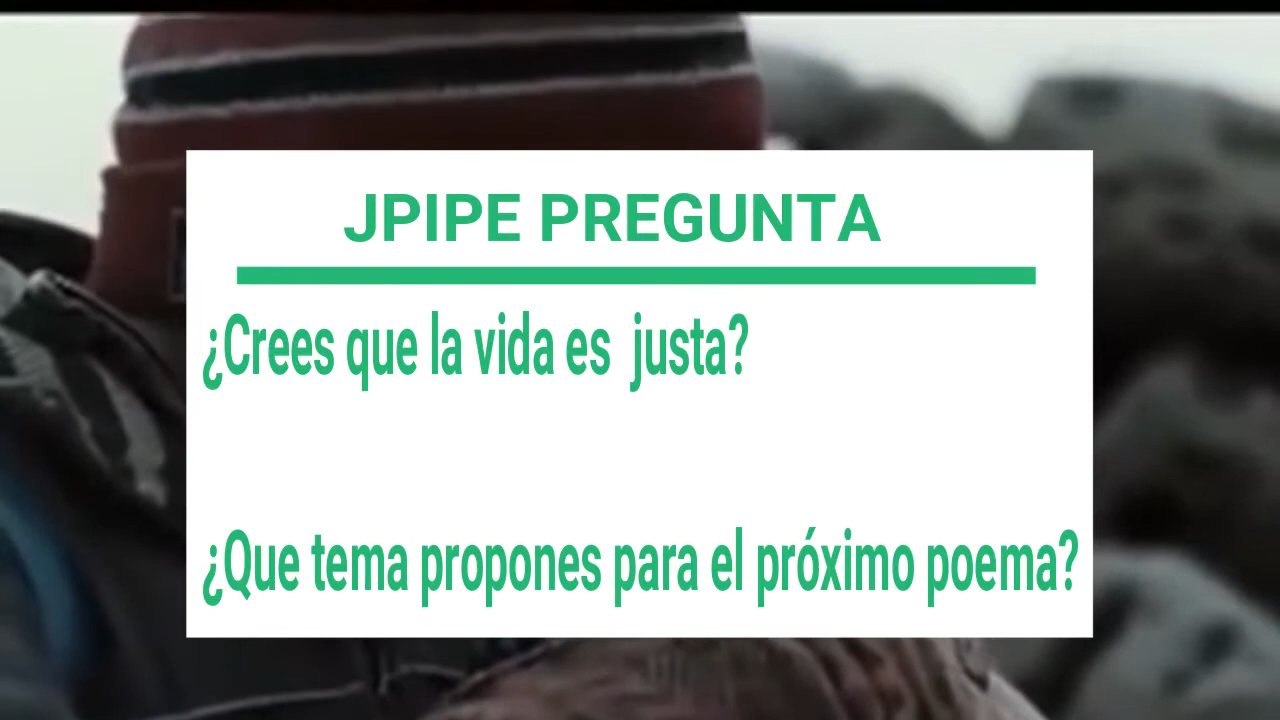 JPIPE PREGUNTA
¿Crees que la vida es justa?
¿Que tema propones para el próximo poema?